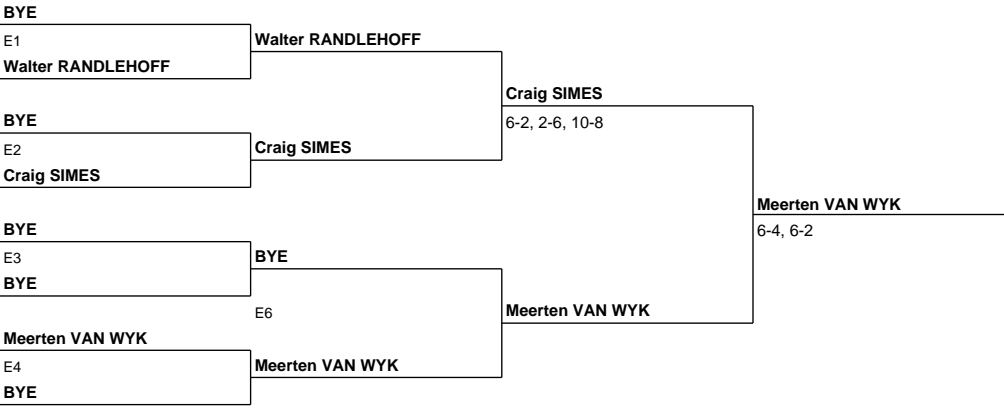 BYE
E1
Walter RANDLEHOFF
Walter RANDLEHOFF
Craig SIMES
6-2, 2-6, 10-8
BYE
E2
Craig SIMES
Craig SIMES
Meerten VAN WYK
6-4, 6-2
BYE
E3
BYE
BYE
E6
Meerten VAN WYK
Meerten VAN WYK
E4
Meerten VAN WYK
BYE